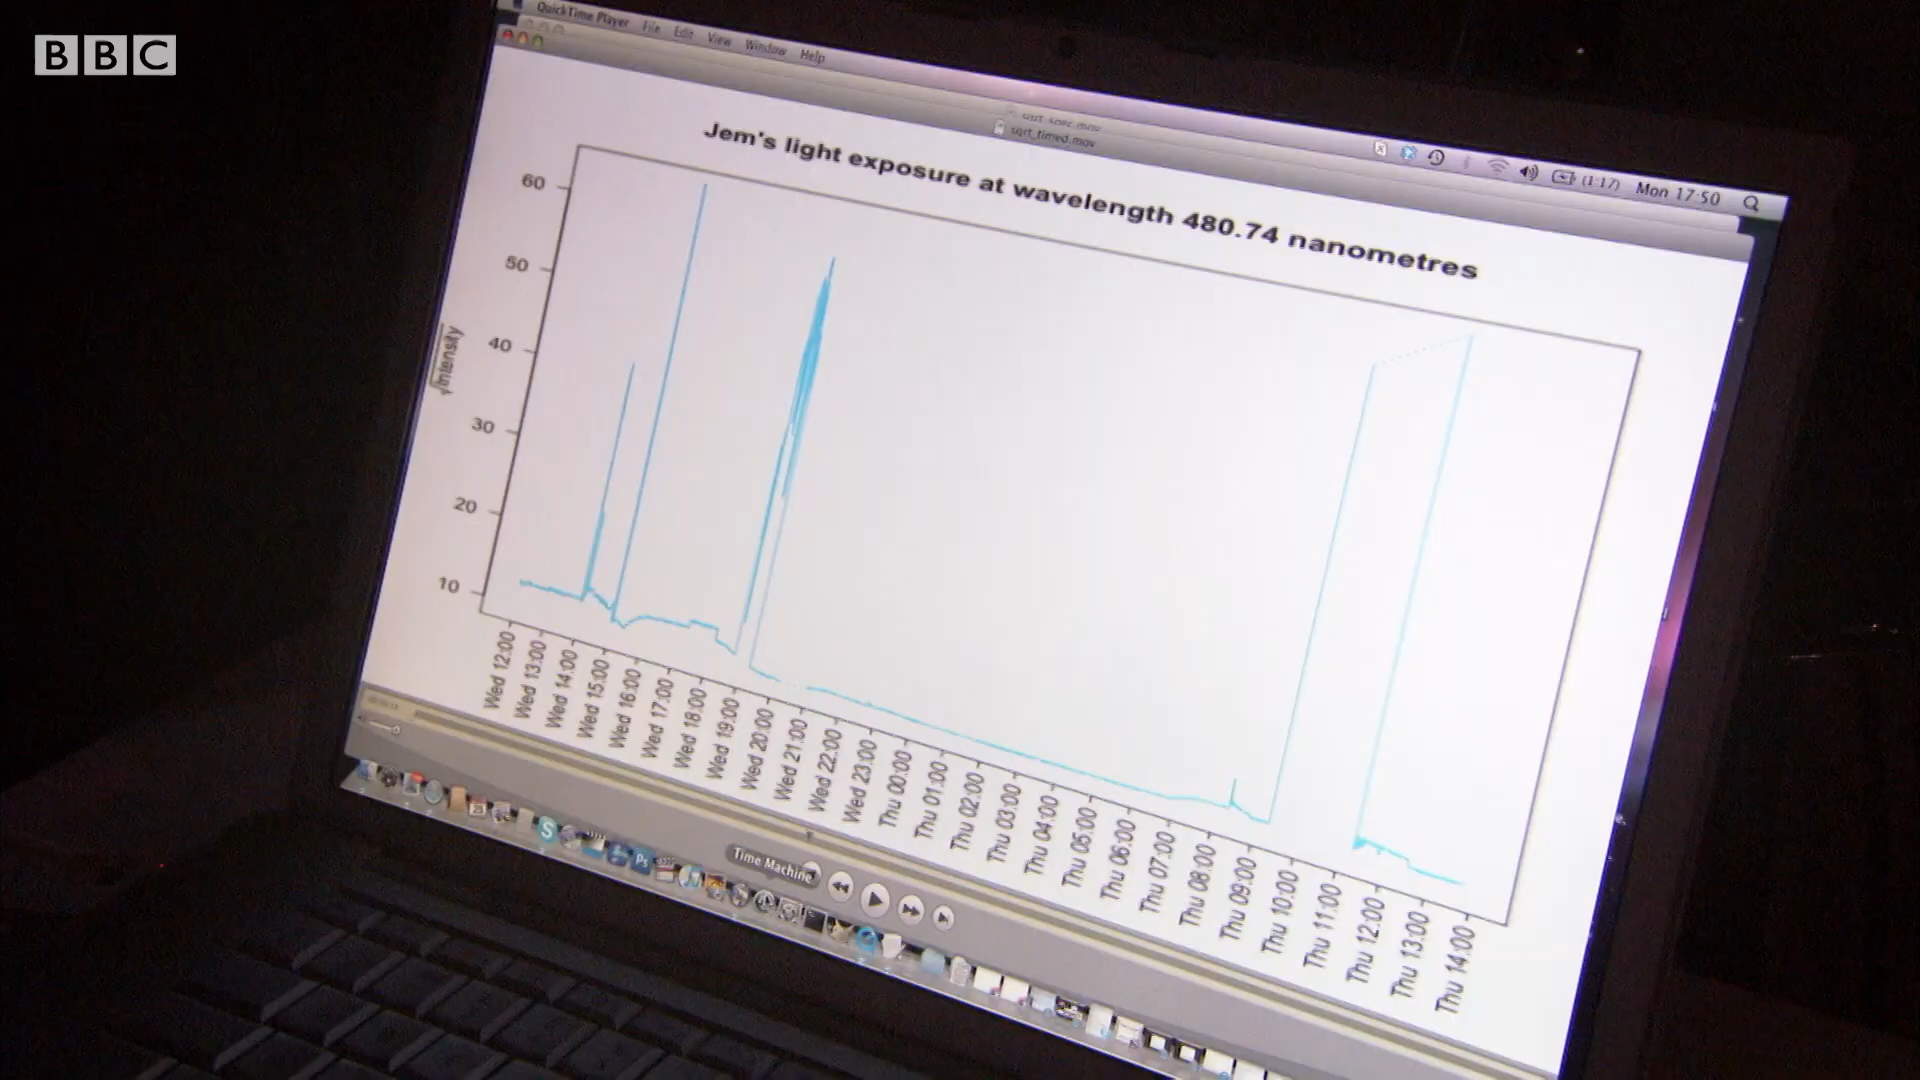 BBC
QuickTime Player File Edit View Window Help
sqrt_timed.mov
(1:17) Mon 17:50
Jem's light exposure at wavelength 480.74 nanometres
√Intensity
60
50
40
30
20
10
Wed 12:00
Wed 13:00
Wed 14:00
Wed 15:00
Wed 16:00
Wed 17:00
Wed 18:00
Wed 19:00
Wed 20:00
Wed 21:00
Wed 22:00
Wed 23:00
Thu 00:00
Thu 01:00
Thu 02:00
Thu 03:00
Thu 04:00
Thu 05:00
Thu 06:00
Thu 07:00
Thu 08:00
Thu 09:00
Thu 10:00
Thu 11:00
Thu 12:00
Thu 13:00
Thu 14:00
Time Machine
S
Ps